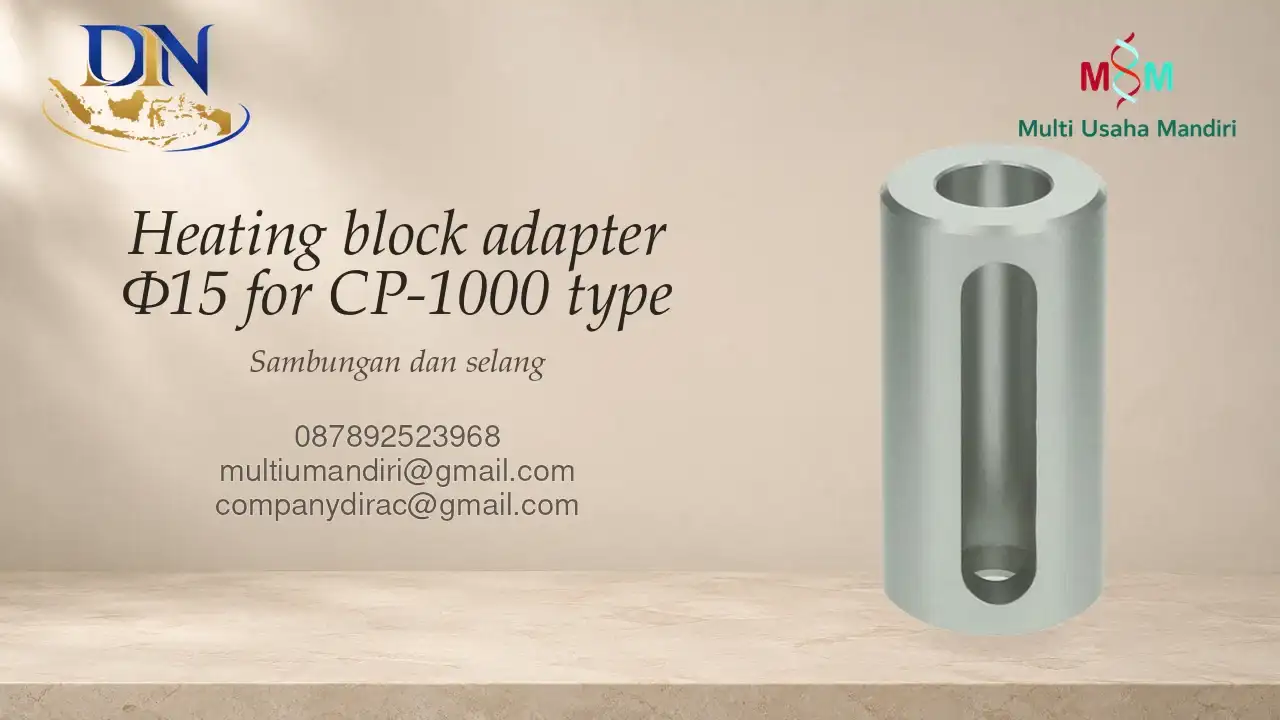 DN
M M
Multi Usaha Mandiri
Heating block adapter
Φ15 for CP-1000 type
Sambungan dan selang
087892523968
multiumandiri@gmail.com
companydirac@gmail.com